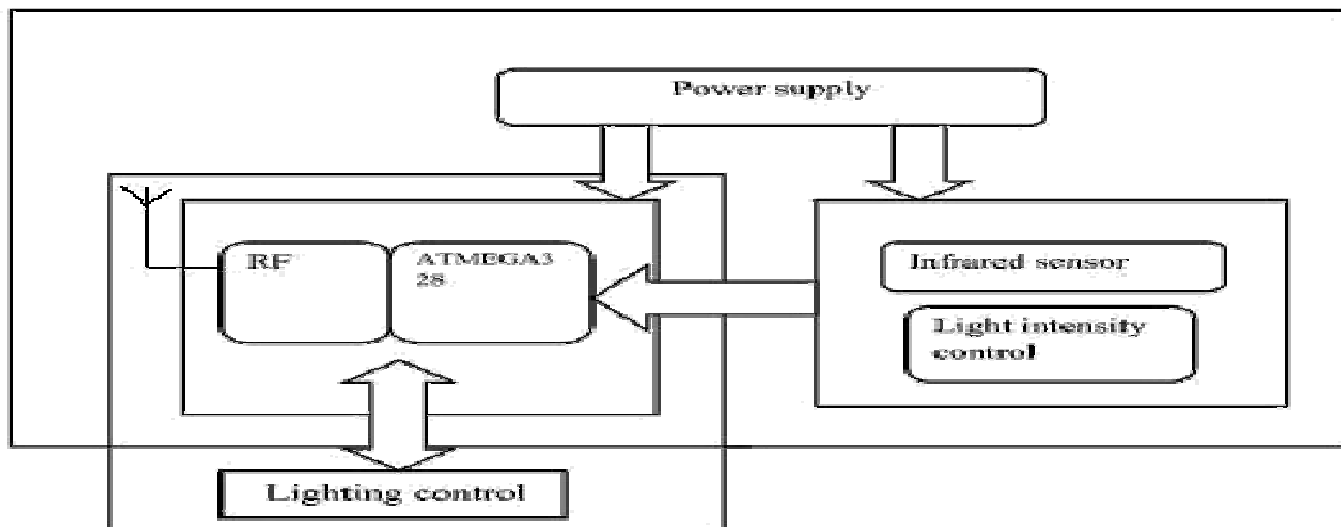 Power supply
RF
ATMEGA3
28
Infrared sensor
Light intensity
control
Lighting control